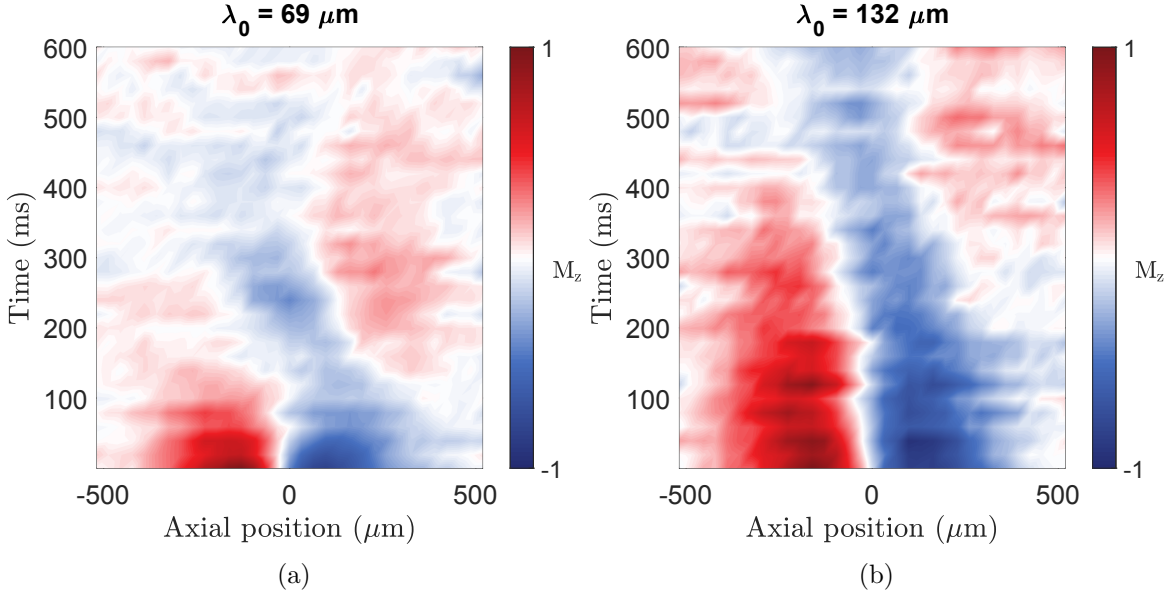 λ0 = 69 μm
600
500
400
300
200
100
Time (ms)
-500
0
500
Axial position (μm)
1
Mz
-1
(a)
λ0 = 132 μm
600
500
400
300
200
100
Time (ms)
-500
0
500
Axial position (μm)
1
Mz
-1
(b)